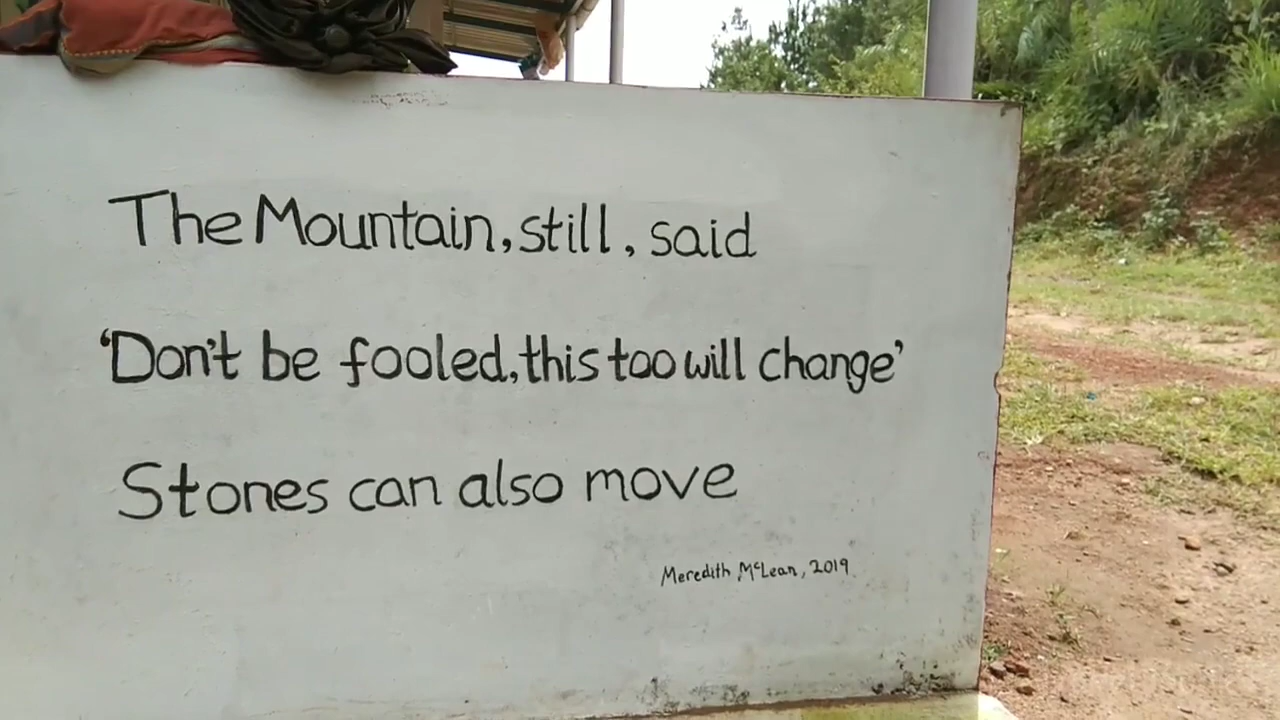 The Mountain, still, said
‘Don't be fooled, this too will change’
Stones can also move
Meredith McLean, 2019